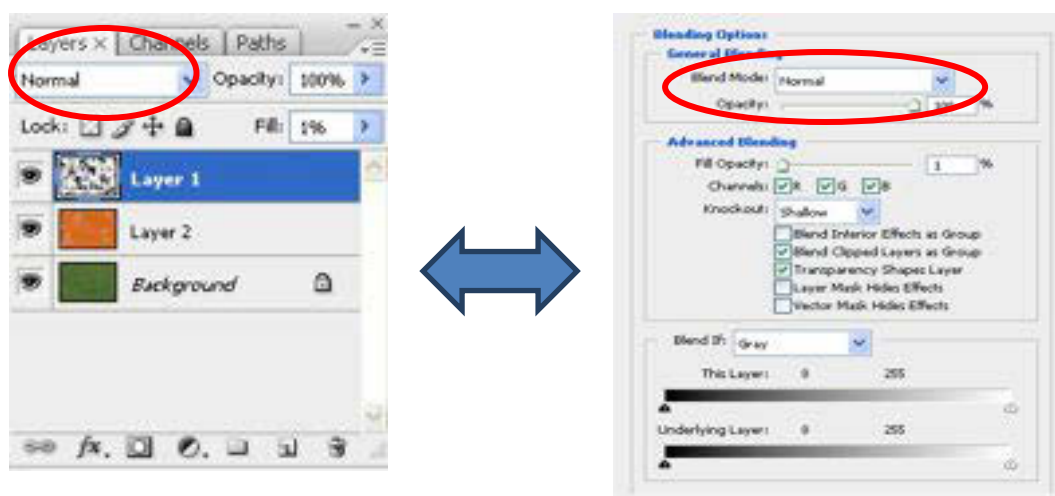 Layers × Channels Paths
Normal Opacity: 100%
Lock: Fill: 1%
Layer 1
Layer 2
Background
fx.
Blending Options
General Blending
Blend Mode: Normal
Opacity: 100 %
Advanced Blending
Fill Opacity: 1 %
Channels: R G B
Knockout: Shallow
Blend Interior Effects as Group
Blend Clipped Layers as Group
Transparency Shapes Layer
Layer Mask Hides Effects
Vector Mask Hides Effects
Blend If: Gray
This Layer: 0 255
Underlying Layer: 0 255